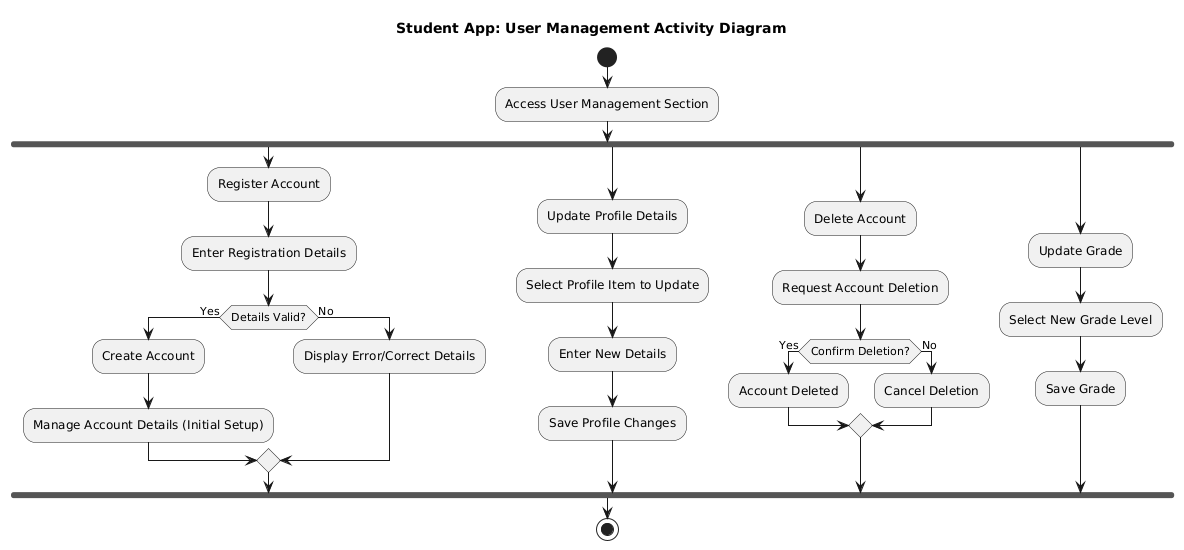 Student App: User Management Activity Diagram
Access User Management Section
Register Account
Enter Registration Details
Details Valid?
Yes
No
Create Account
Display Error/Correct Details
Manage Account Details (Initial Setup)
Update Profile Details
Select Profile Item to Update
Enter New Details
Save Profile Changes
Delete Account
Request Account Deletion
Confirm Deletion?
Yes
No
Account Deleted
Cancel Deletion
Update Grade
Select New Grade Level
Save Grade